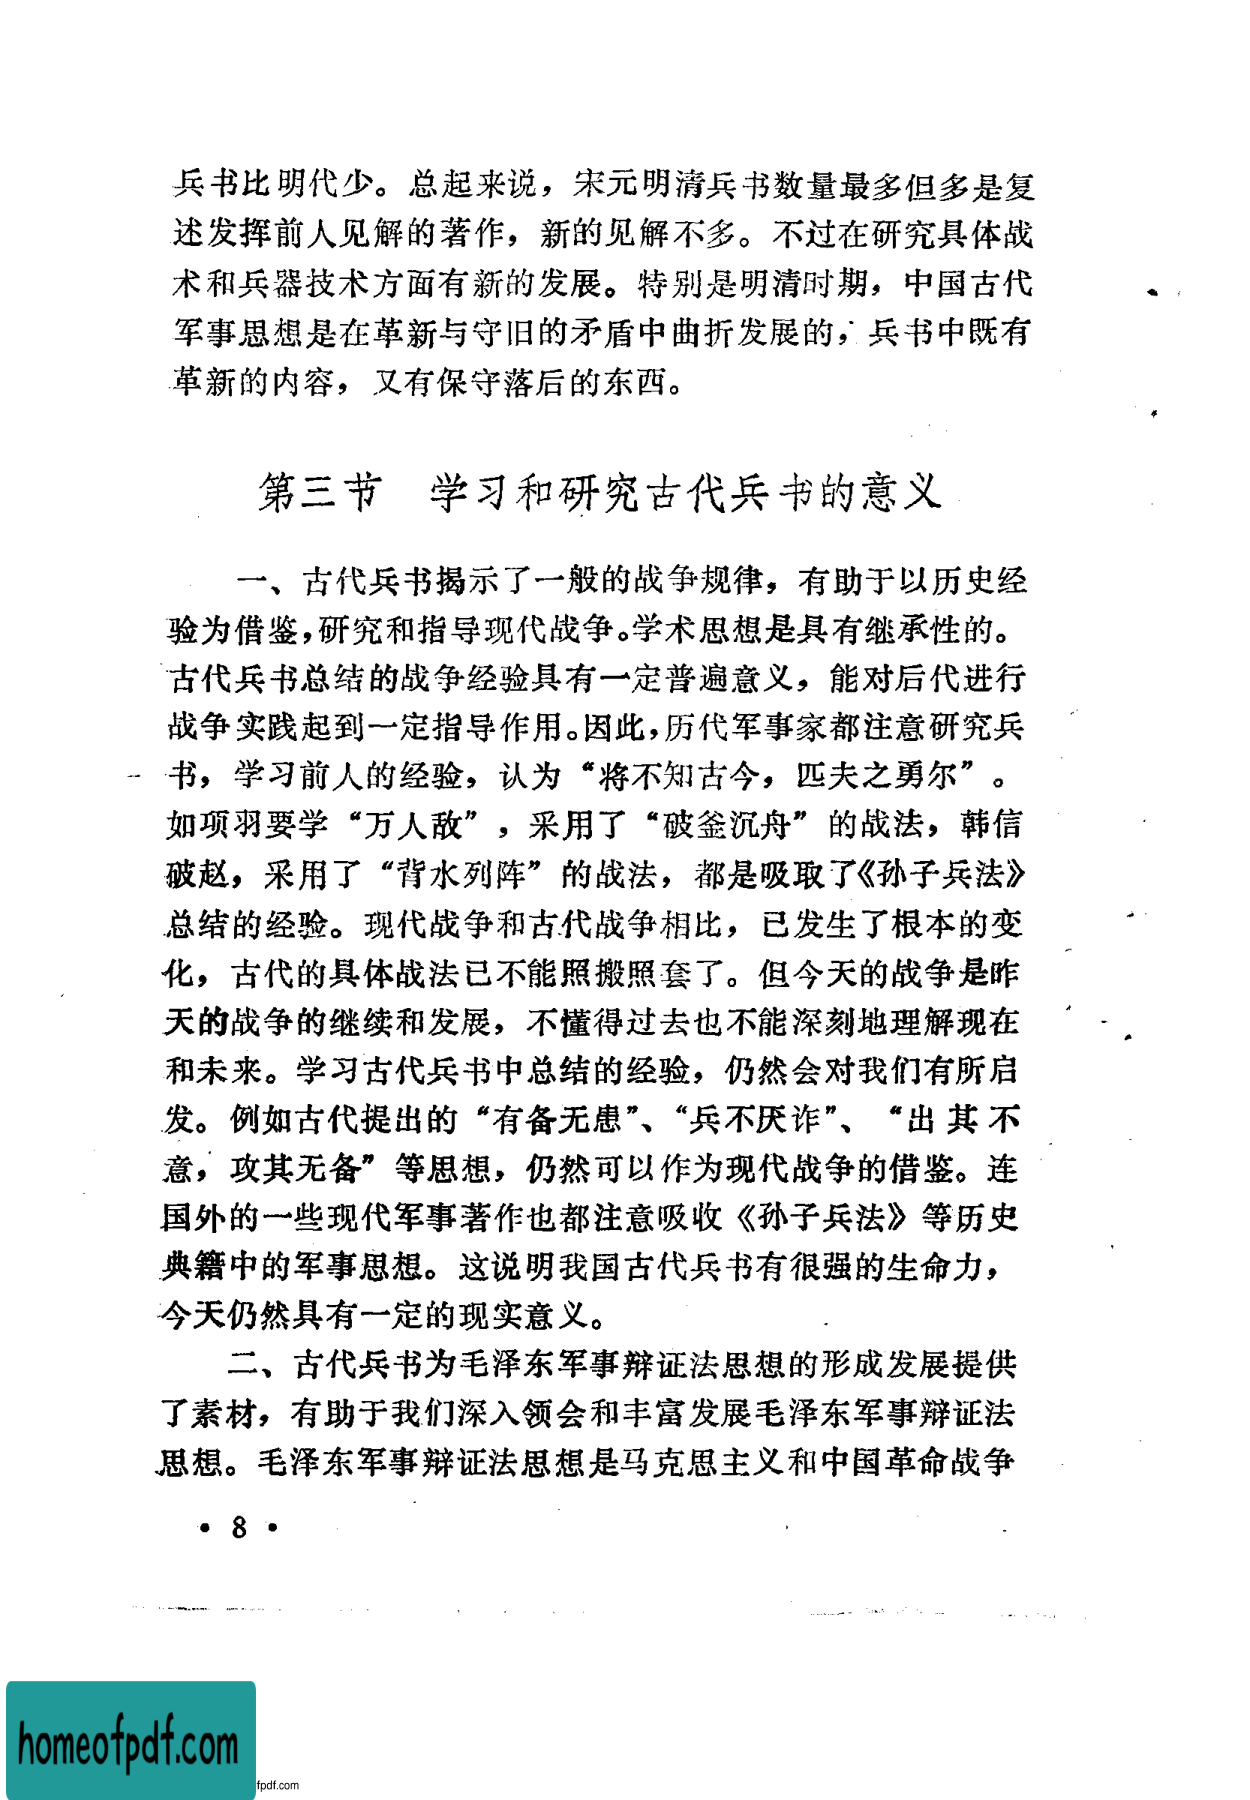 兵书比明代少。总起来说，宋元明清兵书数量最多但多是复
述发挥前人见解的著作，新的见解不多。不过在研究具体战
术和兵器技术方面有新的发展。特别是明清时期，中国古代
军事思想是在革新与守旧的矛盾中曲折发展的，兵书中既有
革新的内容，又有保守落后的东西。
第三节　学习和研究古代兵书的意义
一、古代兵书揭示了一般的战争规律，有助于以历史经
验为借鉴，研究和指导现代战争。学术思想是具有继承性的。
古代兵书总结的战争经验具有一定普遍意义，能对后代进行
战争实践起到一定指导作用。因此，历代军事家都注意研究兵
书，学习前人的经验，认为“将不知古今，匹夫之勇尔”。
如项羽要学“万人敌”，采用了“破釜沉舟”的战法，韩信
破赵，采用了“背水列阵”的战法，都是吸取了《孙子兵法》
总结的经验。现代战争和古代战争相比，已发生了根本的变
化，古代的具体战法已不能照搬照套了。但今天的战争是昨
天的战争的继续和发展，不懂得过去也不能深刻地理解现在
和未来。学习古代兵书中总结的经验，仍然会对我们有所启
发。例如古代提出的“有备无患”、“兵不厌诈”、“出其不
意，攻其无备”等思想，仍然可以作为现代战争的借鉴。连
国外的一些现代军事著作也都注意吸收《孙子兵法》等历史
典籍中的军事思想。这说明我国古代兵书有很强的生命力，
今天仍然具有一定的现实意义。
二、古代兵书为毛泽东军事辩证法思想的形成发展提供
了素材，有助于我们深入领会和丰富发展毛泽东军事辩证法
思想。毛泽东军事辩证法思想是马克思主义和中国革命战争
• 8 •
homeofpdf.com
fpdf.com